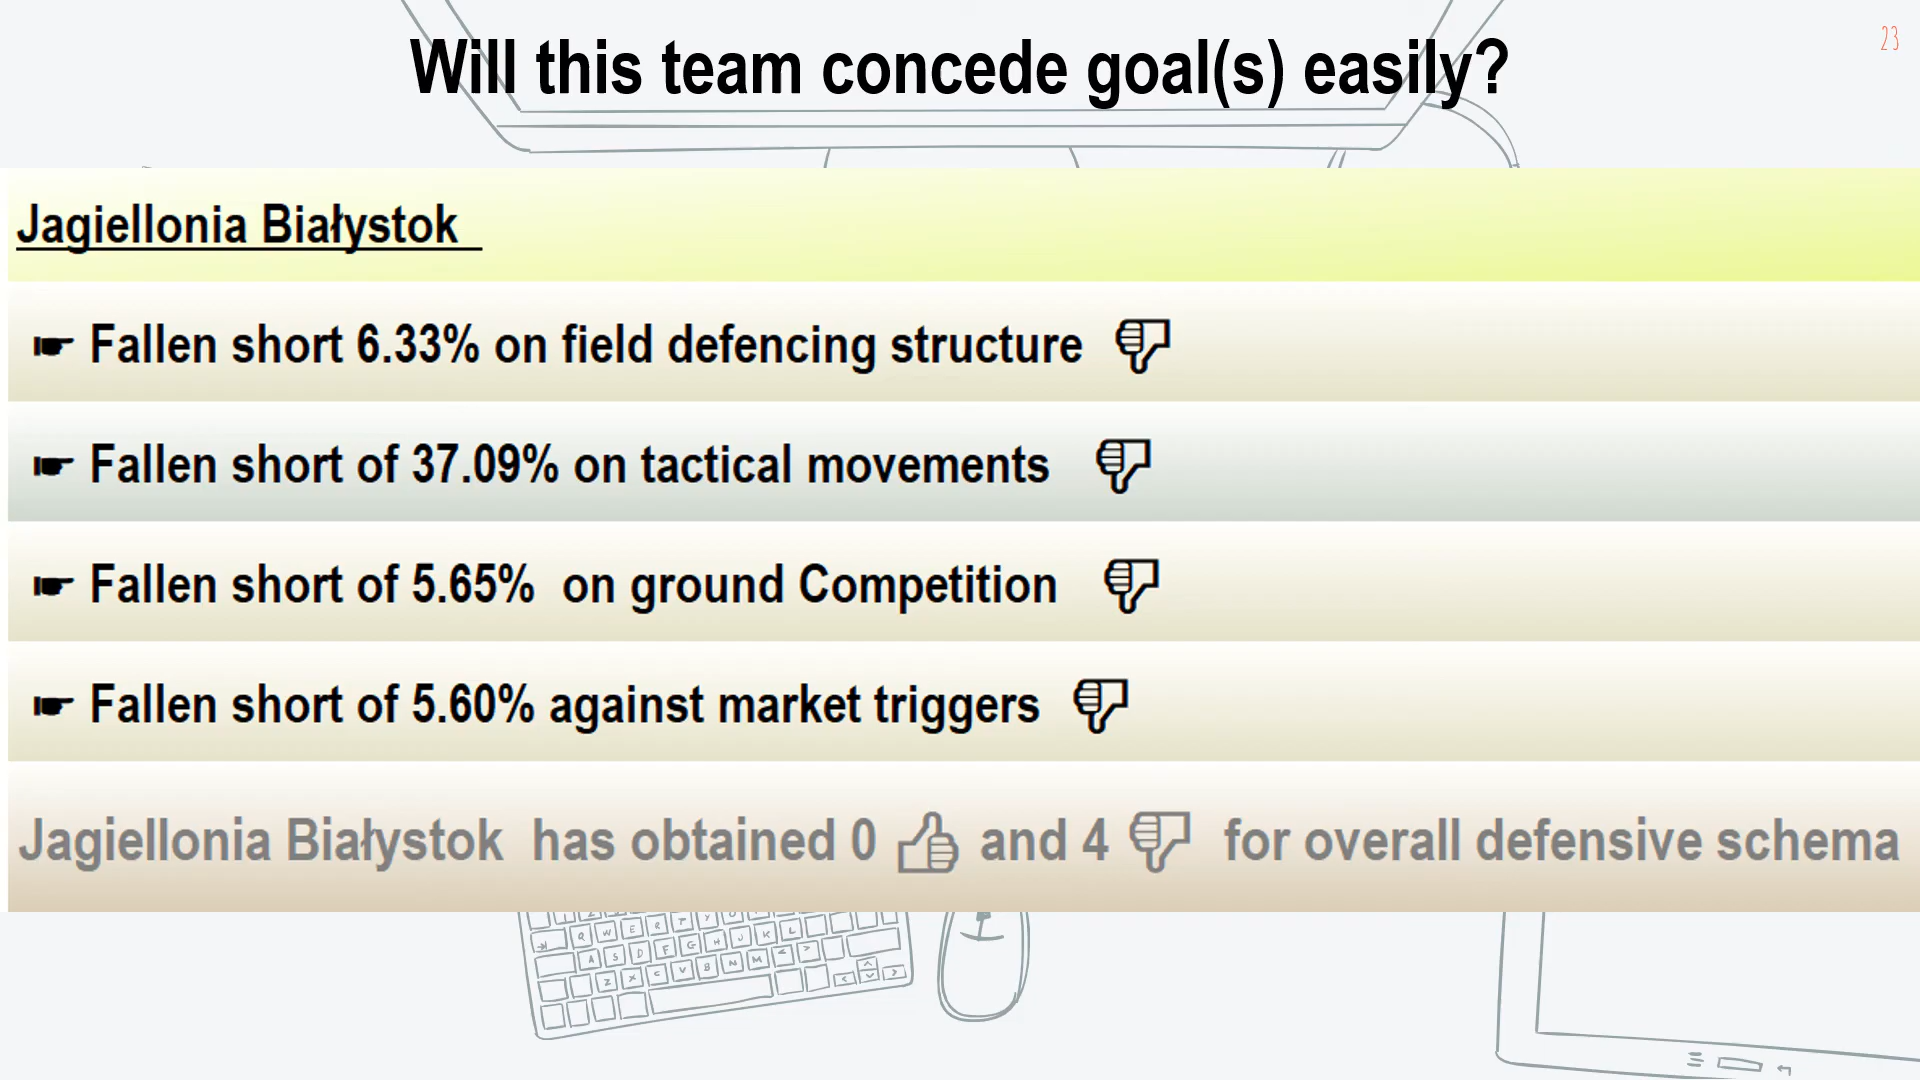 23
Will this team concede goal(s) easily?
Jagiellonia Białystok
☛ Fallen short 6.33% on field defencing structure 👎
☛ Fallen short of 37.09% on tactical movements 👎
☛ Fallen short of 5.65% on ground Competition 👎
☛ Fallen short of 5.60% against market triggers 👎
Jagiellonia Białystok has obtained 0 👍 and 4 👎 for overall defensive schema